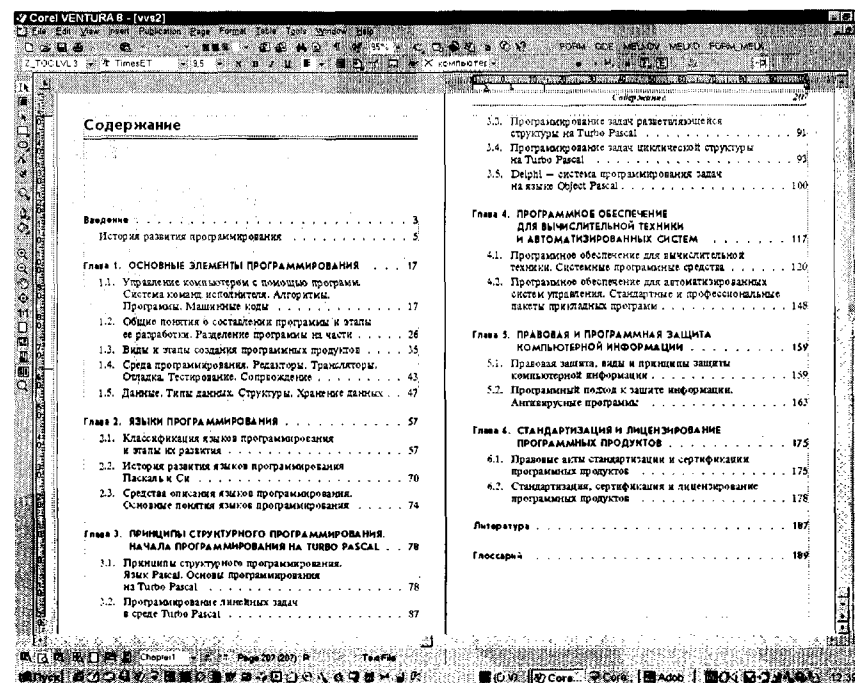 Corel VENTURA 8 - [vvs2]
File Edit View Insert Publication Page Format Table Tools Window Help
95%
Z_TOCLVL3 TimesET 9.5
Содержание
Введение . . . 3
История развития программирования . . . 5
Глава 1. ОСНОВНЫЕ ЭЛЕМЕНТЫ ПРОГРАММИРОВАНИЯ . . . 17
1.1. Управление компьютером с помощью программ.
Система команд исполнителя. Алгоритмы.
Программы. Машинные коды . . . 17
1.2. Общие понятия о составлении программы и этапы
ее разработки. Разделение программы на части . . . 26
1.3. Виды и этапы создания программных продуктов . . . 35
1.4. Среда программирования. Редакторы. Трансляторы.
Отладка. Тестирование. Сопровождение . . . 43
1.5. Данные. Типы данных. Структуры. Хранение данных . . 47
Глава 2. ЯЗЫКИ ПРОГРАММИРОВАНИЯ . . . 57
2.1. Классификация языков программирования
и этапы их развития . . . 57
2.2. История развития языков программирования
Паскаль и Си . . . 70
2.3. Средства описания языков программирования.
Основные понятия языков программирования . . . 74
Глава 3. ПРИНЦИПЫ СТРУКТУРНОГО ПРОГРАММИРОВАНИЯ.
НАЧАЛА ПРОГРАММИРОВАНИЯ НА TURBO PASCAL . . 78
3.1. Принципы структурного программирования.
Язык Pascal. Основы программирования
на Turbo Pascal . . . 78
3.2. Программирование линейных задач
в среде Turbo Pascal . . . 87
Содержание 207
3.3. Программирование задач разветвляющейся
структуры на Turbo Pascal . . . 91
3.4. Программирование задач циклической структуры
на Turbo Pascal . . . 93
3.5. Delphi — система программирования задач
на языке Object Pascal . . . 100
Глава 4. ПРОГРАММНОЕ ОБЕСПЕЧЕНИЕ
ДЛЯ ВЫЧИСЛИТЕЛЬНОЙ ТЕХНИКИ
И АВТОМАТИЗИРОВАННЫХ СИСТЕМ . . . 117
4.1. Программное обеспечение для вычислительной
техники. Системные программные средства . . . 120
4.2. Программное обеспечение для автоматизированных
систем управления. Стандартные и профессиональные
пакеты прикладных программ . . . 148
Глава 5. ПРАВОВАЯ И ПРОГРАММНАЯ ЗАЩИТА
КОМПЬЮТЕРНОЙ ИНФОРМАЦИИ . . . 159
5.1. Правовая защита, виды и принципы защиты
компьютерной информации . . . 159
5.2. Программный подход к защите информации.
Антивирусные программы . . . 163
Глава 6. СТАНДАРТИЗАЦИЯ И ЛИЦЕНЗИРОВАНИЕ
ПРОГРАММНЫХ ПРОДУКТОВ . . . 175
6.1. Правовые акты стандартизации и сертификации
программных продуктов . . . 175
6.2. Стандартизация, сертификация и лицензирование
программных продуктов . . . 178
Литература . . . 187
Глоссарий . . . 189
Chapter1 Page 207 (207) R TextFile
Пуск Core... Core... Adob